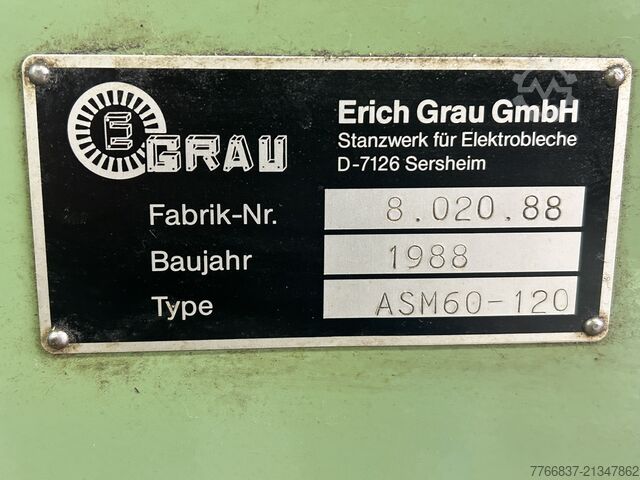 E GRAU
Erich Grau GmbH
Stanzwerk für Elektrobleche
D-7126 Sersheim
Fabrik-Nr. 8.020.88
Baujahr 1988
Type ASM60-120
7766837-21347862